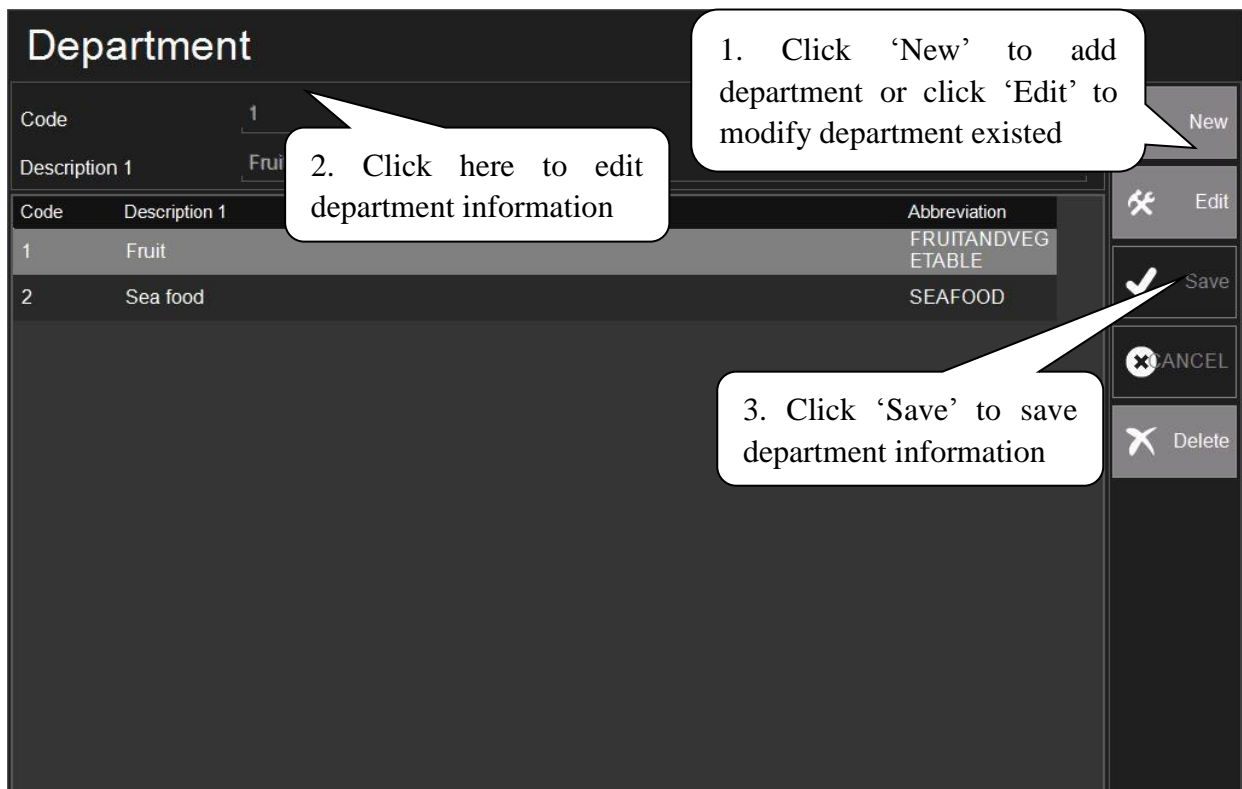 Department
1. Click ‘New’ to add
department or click ‘Edit’ to
modify department existed
Code 1
New
Description 1
2. Click here to edit
department information
Edit
Code Description 1 Abbreviation
1 Fruit FRUITANDVEG
ETABLE
2 Sea food SEAFOOD
Save
CANCEL
3. Click ‘Save’ to save
department information
Delete